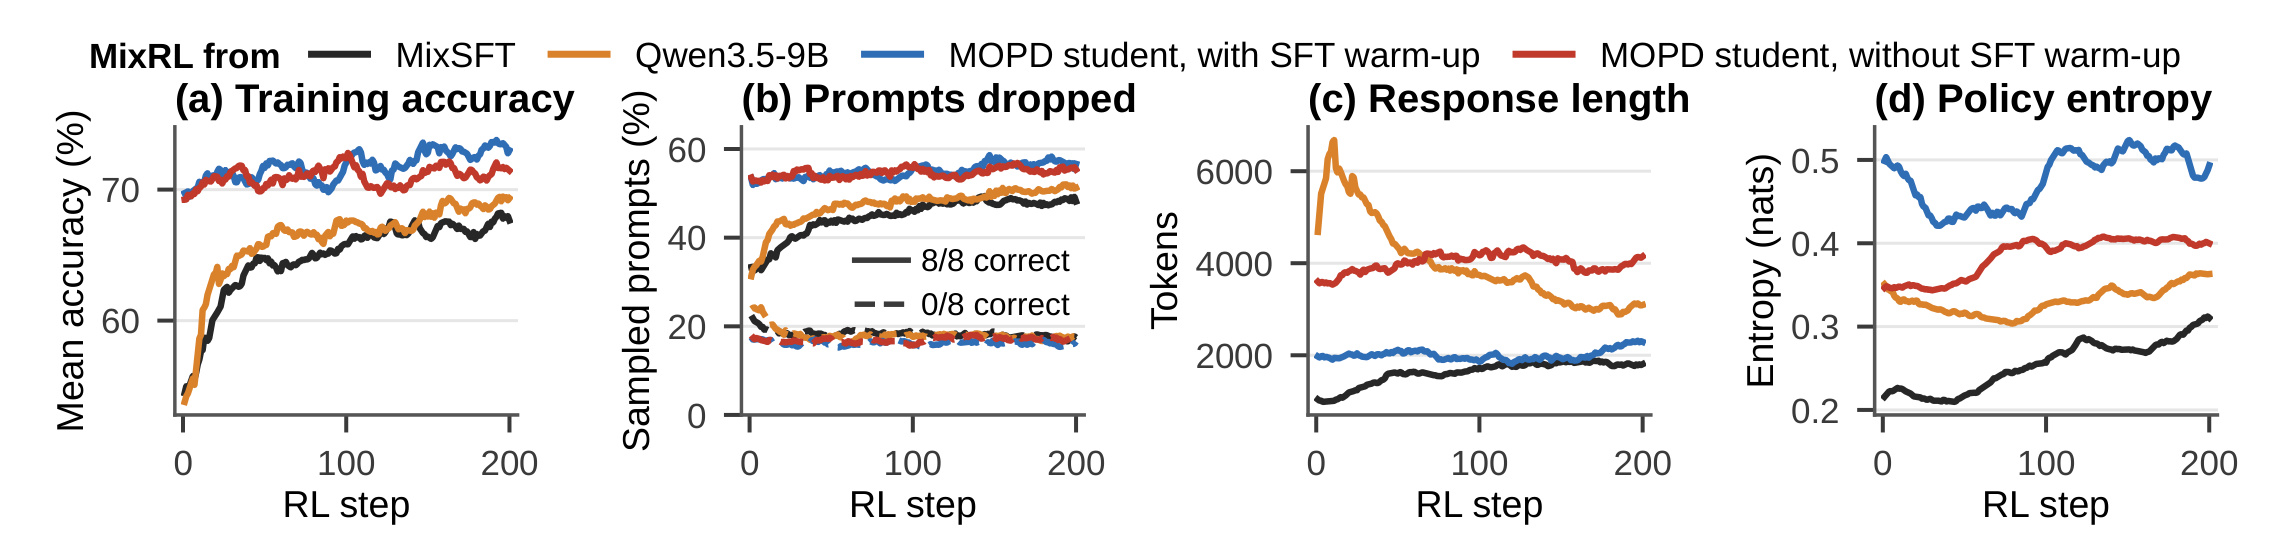 MixRL from MixSFT Qwen3.5-9B MOPD student, with SFT warm-up MOPD student, without SFT warm-up
(a) Training accuracy
Mean accuracy (%)
70
60
0 100 200
RL step
(b) Prompts dropped
Sampled prompts (%)
60
40
20
0
8/8 correct
0/8 correct
0 100 200
RL step
(c) Response length
Tokens
6000
4000
2000
0 100 200
RL step
(d) Policy entropy
Entropy (nats)
0.5
0.4
0.3
0.2
0 100 200
RL step